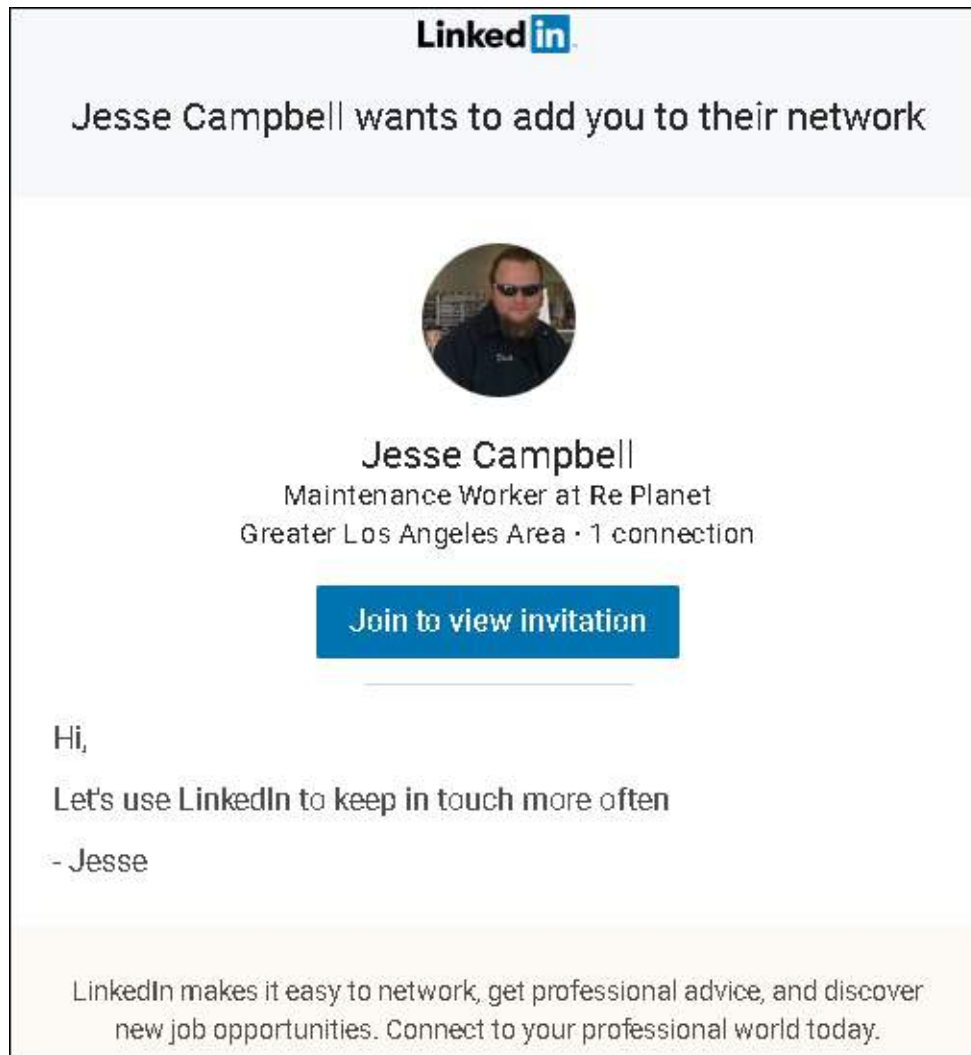 Linked in
Jesse Campbell wants to add you to their network
Jesse Campbell
Maintenance Worker at Re Planet
Greater Los Angeles Area · 1 connection
Join to view invitation
Hi,
Let's use LinkedIn to keep in touch more often
- Jesse
LinkedIn makes it easy to network, get professional advice, and discover
new job opportunities. Connect to your professional world today.